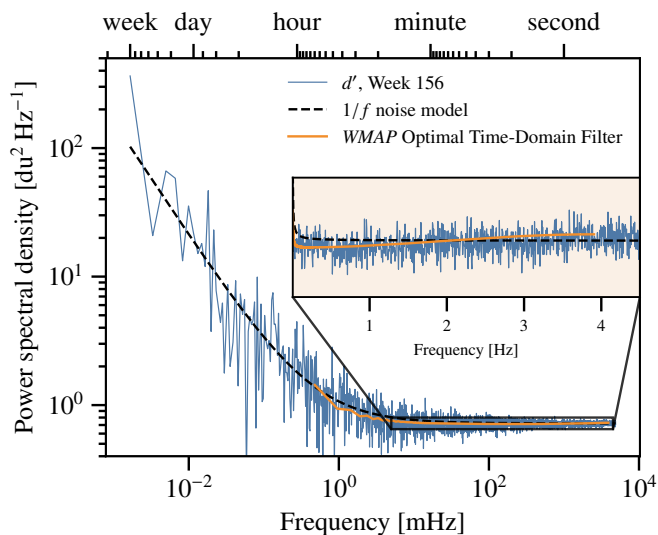 week day hour minute second
Power spectral density [du² Hz⁻¹]
10²
10¹
10⁰
d′, Week 156
1/f noise model
WMAP Optimal Time-Domain Filter
1 2 3 4
Frequency [Hz]
10⁻² 10⁰ 10² 10⁴
Frequency [mHz]